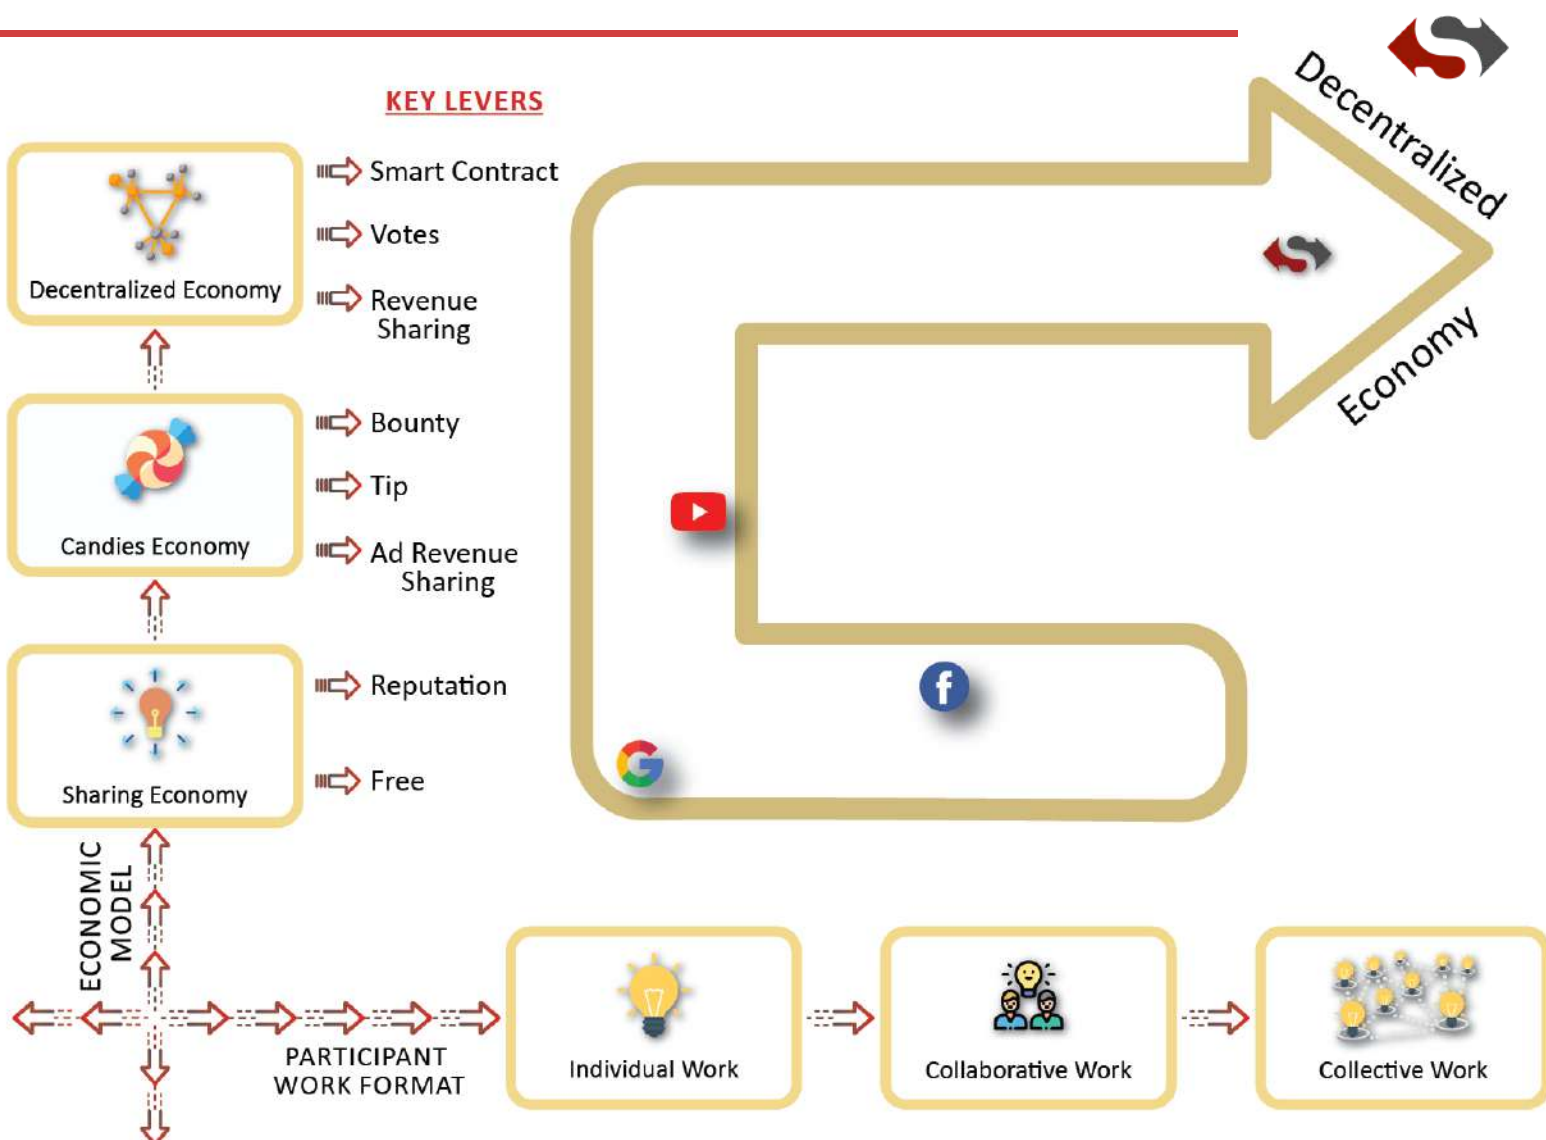 KEY LEVERS
Decentralized Economy
Smart Contract
Votes
Revenue
Sharing
Candies Economy
Bounty
Tip
Ad Revenue
Sharing
Sharing Economy
Reputation
Free
Decentralized
Economy
ECONOMIC
MODEL
PARTICIPANT
WORK FORMAT
Individual Work
Collaborative Work
Collective Work